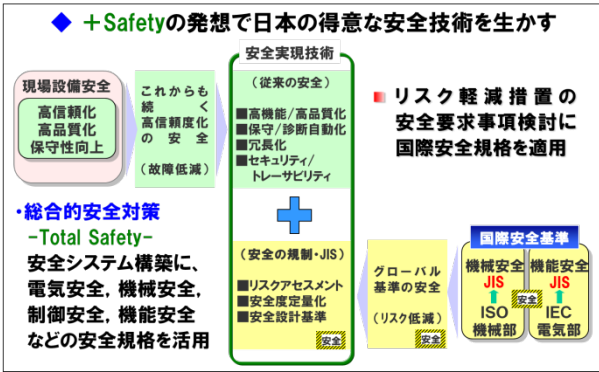 ◆ +Safetyの発想で日本の得意な安全技術を生かす
安全実現技術
現場設備安全
高信頼化
高品質化
保守性向上
これからも
続く
高信頼度化
の安全
(故障低減)
(従来の安全)
■高機能/高品質化
■保守/診断自動化
■冗長化
■セキュリティ/
トレーサビリティ
■ リスク軽減措置の
安全要求事項検討に
国際安全規格を適用
・総合的安全対策
-Total Safety-
安全システム構築に、
電気安全, 機械安全,
制御安全, 機能安全
などの安全規格を活用
(安全の規制・JIS)
■リスクアセスメント
■安全度定量化
■安全設計基準
安全
グローバル
基準の安全
(リスク低減)
安全
国際安全基準
機械安全
JIS
ISO
機械部
安全
機能安全
JIS
IEC
電気部